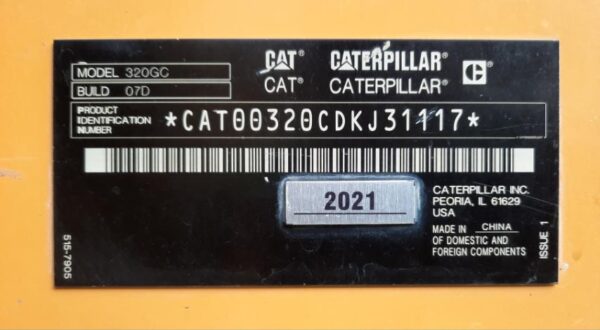 MODEL 320GC
BUILD 07D
CAT® CATERPILLAR®
CAT® CATERPILLAR® C
PRODUCT
IDENTIFICATION
NUMBER
*CAT00320CDKJ31117*
2021
CATERPILLAR INC.
PEORIA, IL 61629
USA
MADE IN CHINA
OF DOMESTIC AND
FOREIGN COMPONENTS
ISSUE 1
515-7905